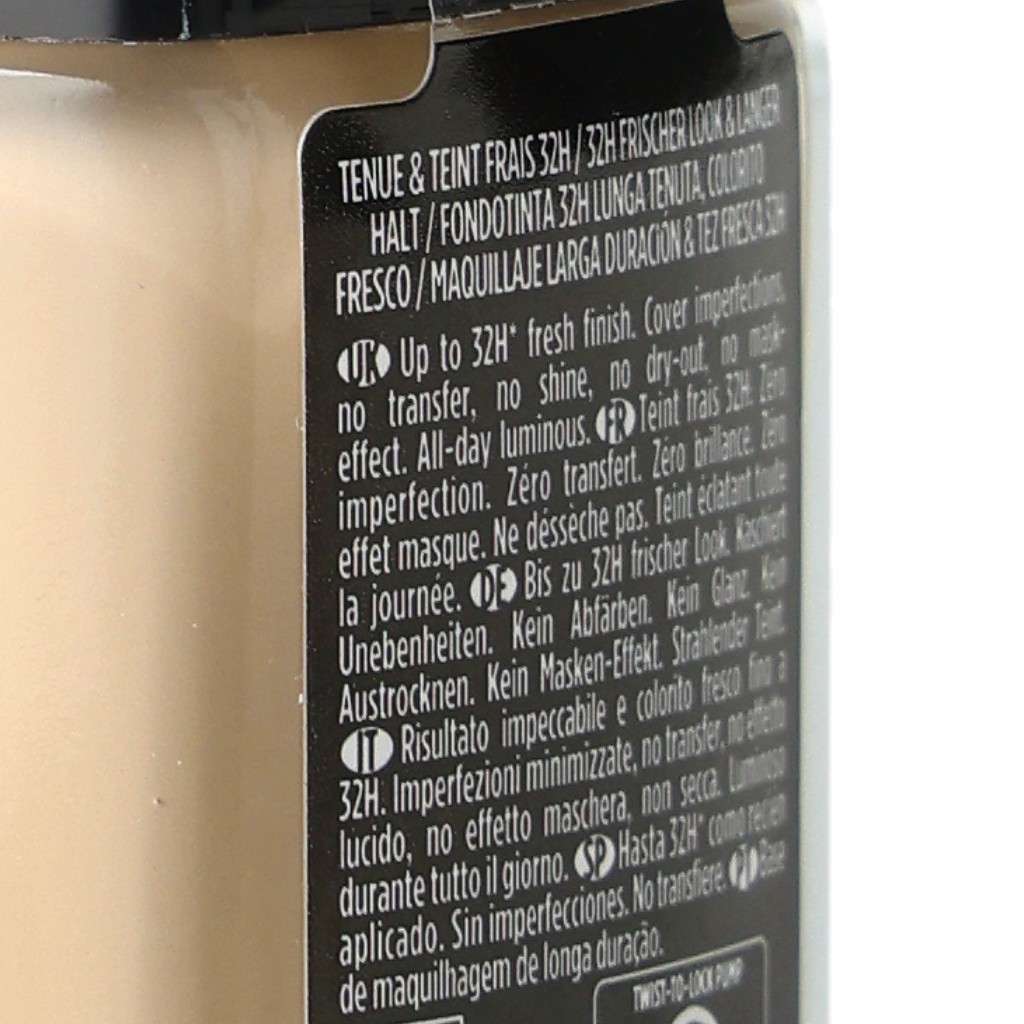 TENUE & TEINT FRAIS 32H / 32H FRISCHER LOOK & LANGER
HALT / FONDOTINTA 32H LUNGA TENUTA, COLORITO
FRESCO / MAQUILLAJE LARGA DURACIÓN & TEZ FRESCA 32H
UK Up to 32H* fresh finish. Cover imperfections,
no transfer, no shine, no dry-out, no mask-
effect. All-day luminous. FR Teint frais 32H. Zéro
imperfection. Zéro transfert. Zéro brillance. Zéro
effet masque. Ne déssèche pas. Teint éclatant toute
la journée. DE Bis zu 32H frischer Look. Kaschiert
Unebenheiten. Kein Abfärben. Kein Glanz. Kein
Austrocknen. Kein Masken-Effekt. Strahlender Teint.
IT Risultato impeccabile e colorito fresco fino a
32H. Imperfezioni minimizzate, no transfer, no effetto
lucido, no effetto maschera, non secca. Luminoso
durante tutto il giorno. SP Hasta 32H* como recien
aplicado. Sin imperfecciones. No transfiere. PT Base
de maquilhagem de longa duração.
TWIST-TO-LOCK PUMP